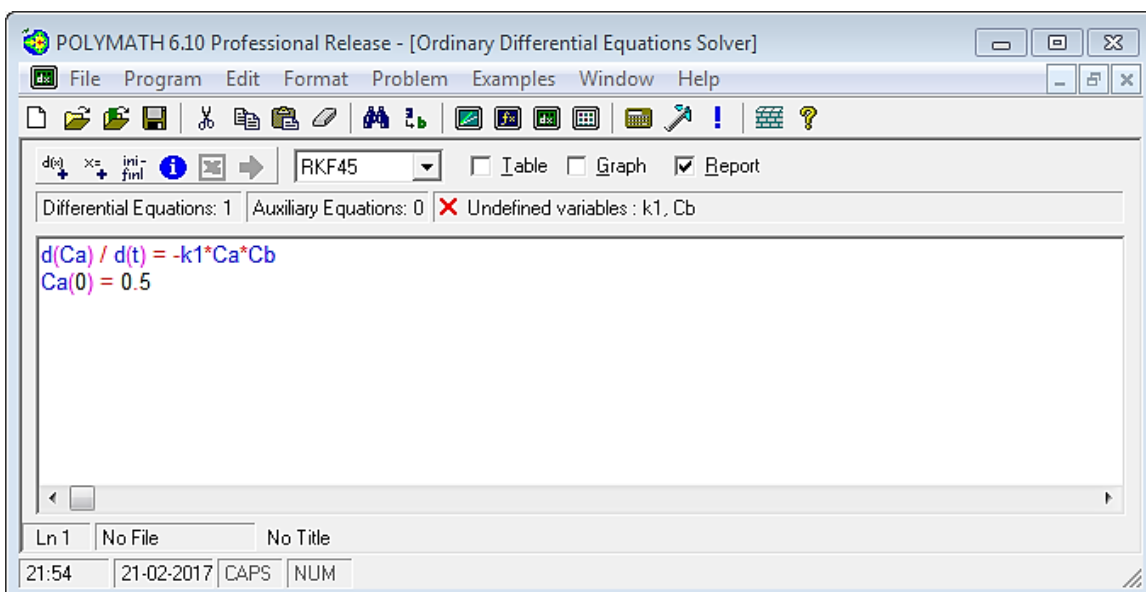 POLYMATH 6.10 Professional Release - [Ordinary Differential Equations Solver]
File Program Edit Format Problem Examples Window Help
d(x) x= ini- finl RKF45 Table Graph Report
Differential Equations: 1 Auxiliary Equations: 0 Undefined variables : k1, Cb
d(Ca) / d(t) = -k1*Ca*Cb
Ca(0) = 0.5
Ln 1 No File No Title
21:54 21-02-2017 CAPS NUM